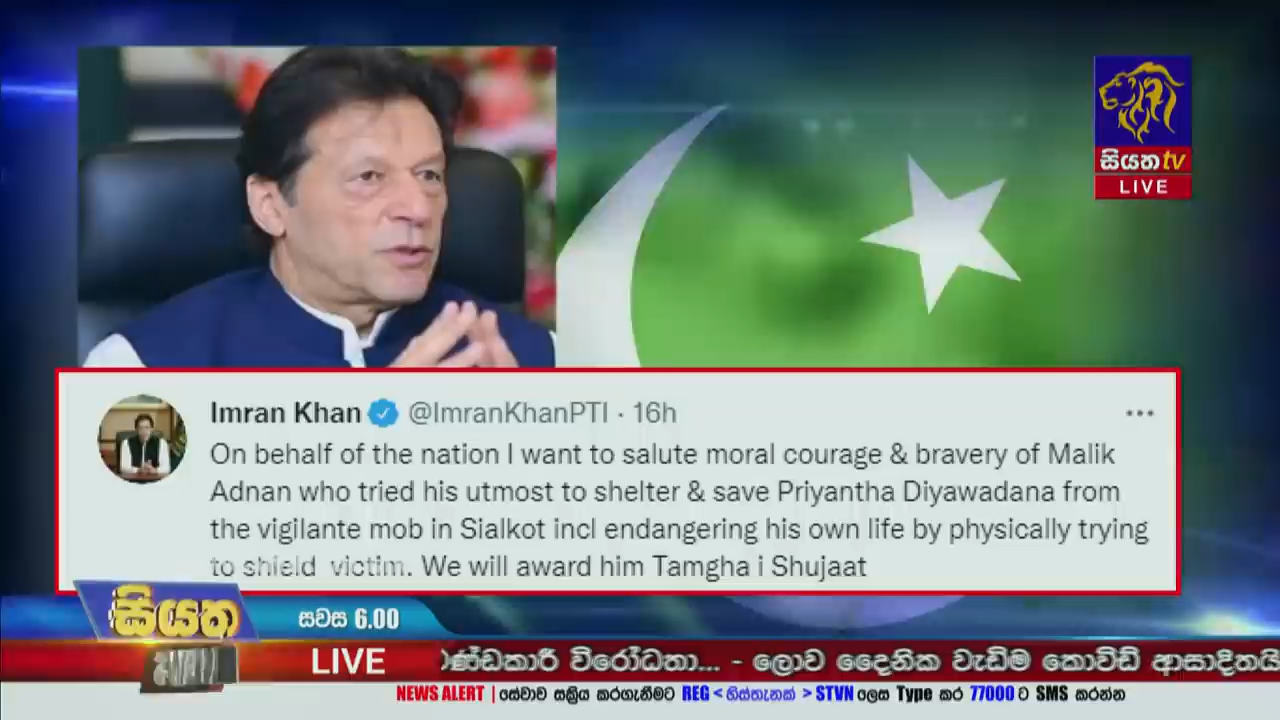 සියත tv
LIVE
Imran Khan @ImranKhanPTI · 16h
On behalf of the nation I want to salute moral courage & bravery of Malik
Adnan who tried his utmost to shelter & save Priyantha Diyawadana from
the vigilante mob in Sialkot incl endangering his own life by physically trying
to shield victim. We will award him Tamgha i Shujaat
සියත
සවස 6.00
LIVE
විරෝධතා... - ලොව දෛනික වැඩිම කොවිඩ්
NEWS ALERT | සේවාව සක්‍රිය කරගැනීමට REG < හිස්තැනක් > STVN ලෙස Type කර 77000 ට SMS කරන්න